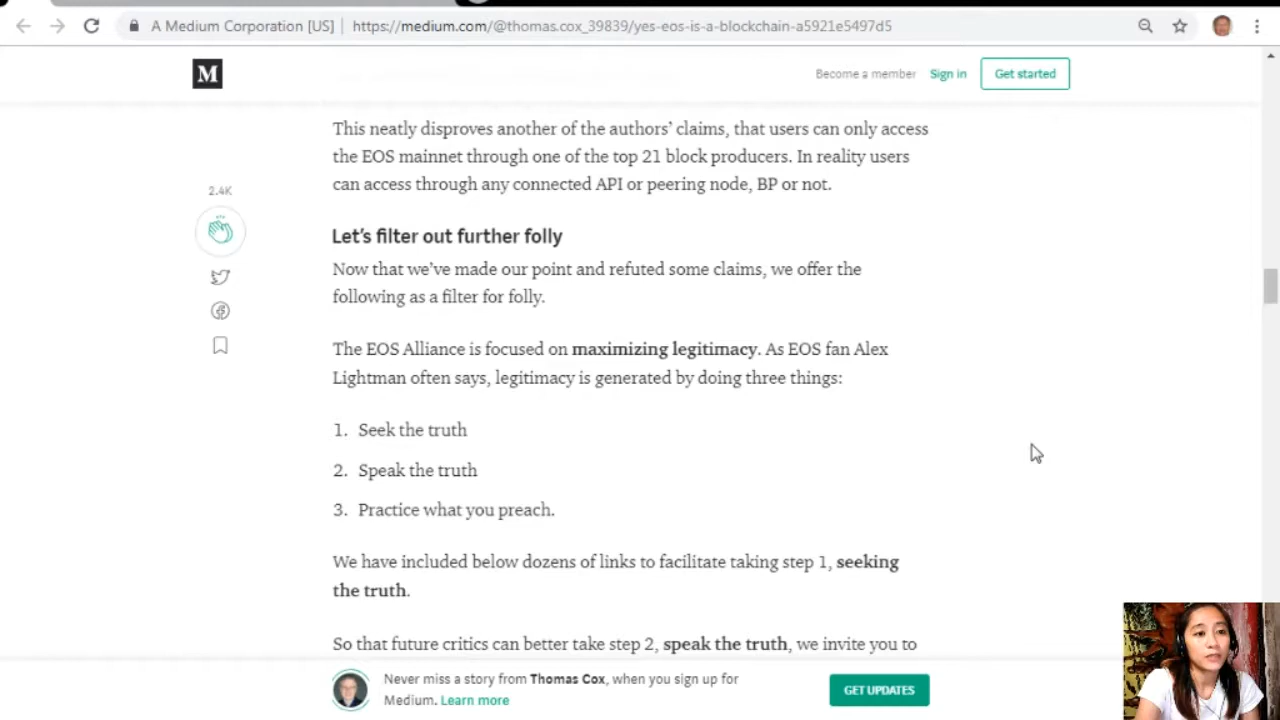 A Medium Corporation [US] | https://medium.com/@thomas.cox_39839/yes-eos-is-a-blockchain-a5921e5497d5
M
Become a member Sign in Get started
This neatly disproves another of the authors' claims, that users can only access
the EOS mainnet through one of the top 21 block producers. In reality users
can access through any connected API or peering node, BP or not.
2.4K
Let's filter out further folly
Now that we've made our point and refuted some claims, we offer the
following as a filter for folly.
The EOS Alliance is focused on maximizing legitimacy. As EOS fan Alex
Lightman often says, legitimacy is generated by doing three things:
1. Seek the truth
2. Speak the truth
3. Practice what you preach.
We have included below dozens of links to facilitate taking step 1, seeking
the truth.
So that future critics can better take step 2, speak the truth, we invite you to
Never miss a story from Thomas Cox, when you sign up for
Medium. Learn more
GET UPDATES